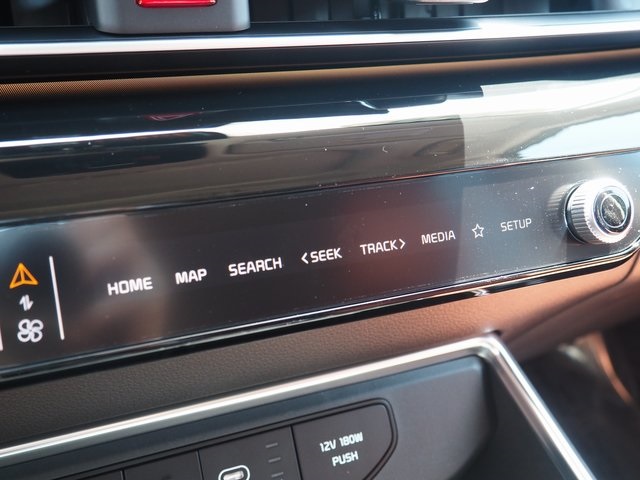 HOME MAP SEARCH <SEEK TRACK> MEDIA ☆ SETUP
12V 180W
PUSH